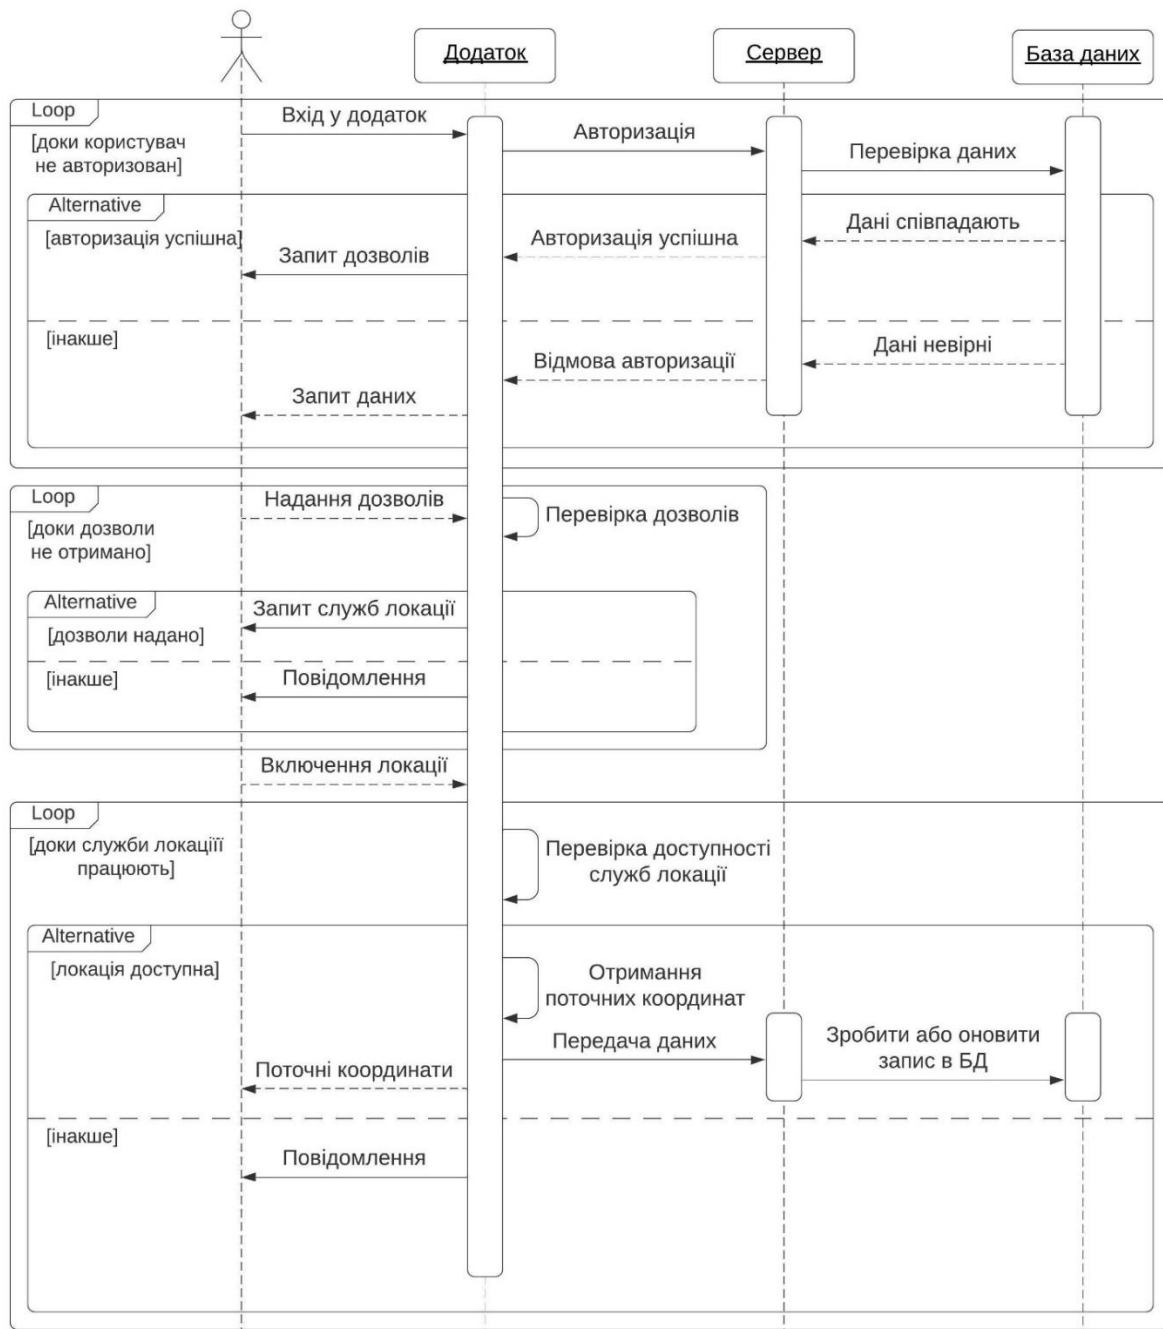 Додаток
Сервер
База даних
Loop
[доки користувач
не авторизован]
Вхід у додаток
Авторизація
Перевірка даних
Alternative
[авторизація успішна]
Дані співпадають
Авторизація успішна
Запит дозволів
[інакше]
Дані невірні
Відмова авторизації
Запит даних
Loop
[доки дозволи
не отримано]
Надання дозволів
Перевірка дозволів
Alternative
[дозволи надано]
Запит служб локації
[інакше]
Повідомлення
Включення локації
Loop
[доки служби локаціїї
працюють]
Перевірка доступності
служб локації
Alternative
[локація доступна]
Отримання
поточних координат
Передача даних
Зробити або оновити
запис в БД
Поточні координати
[інакше]
Повідомлення